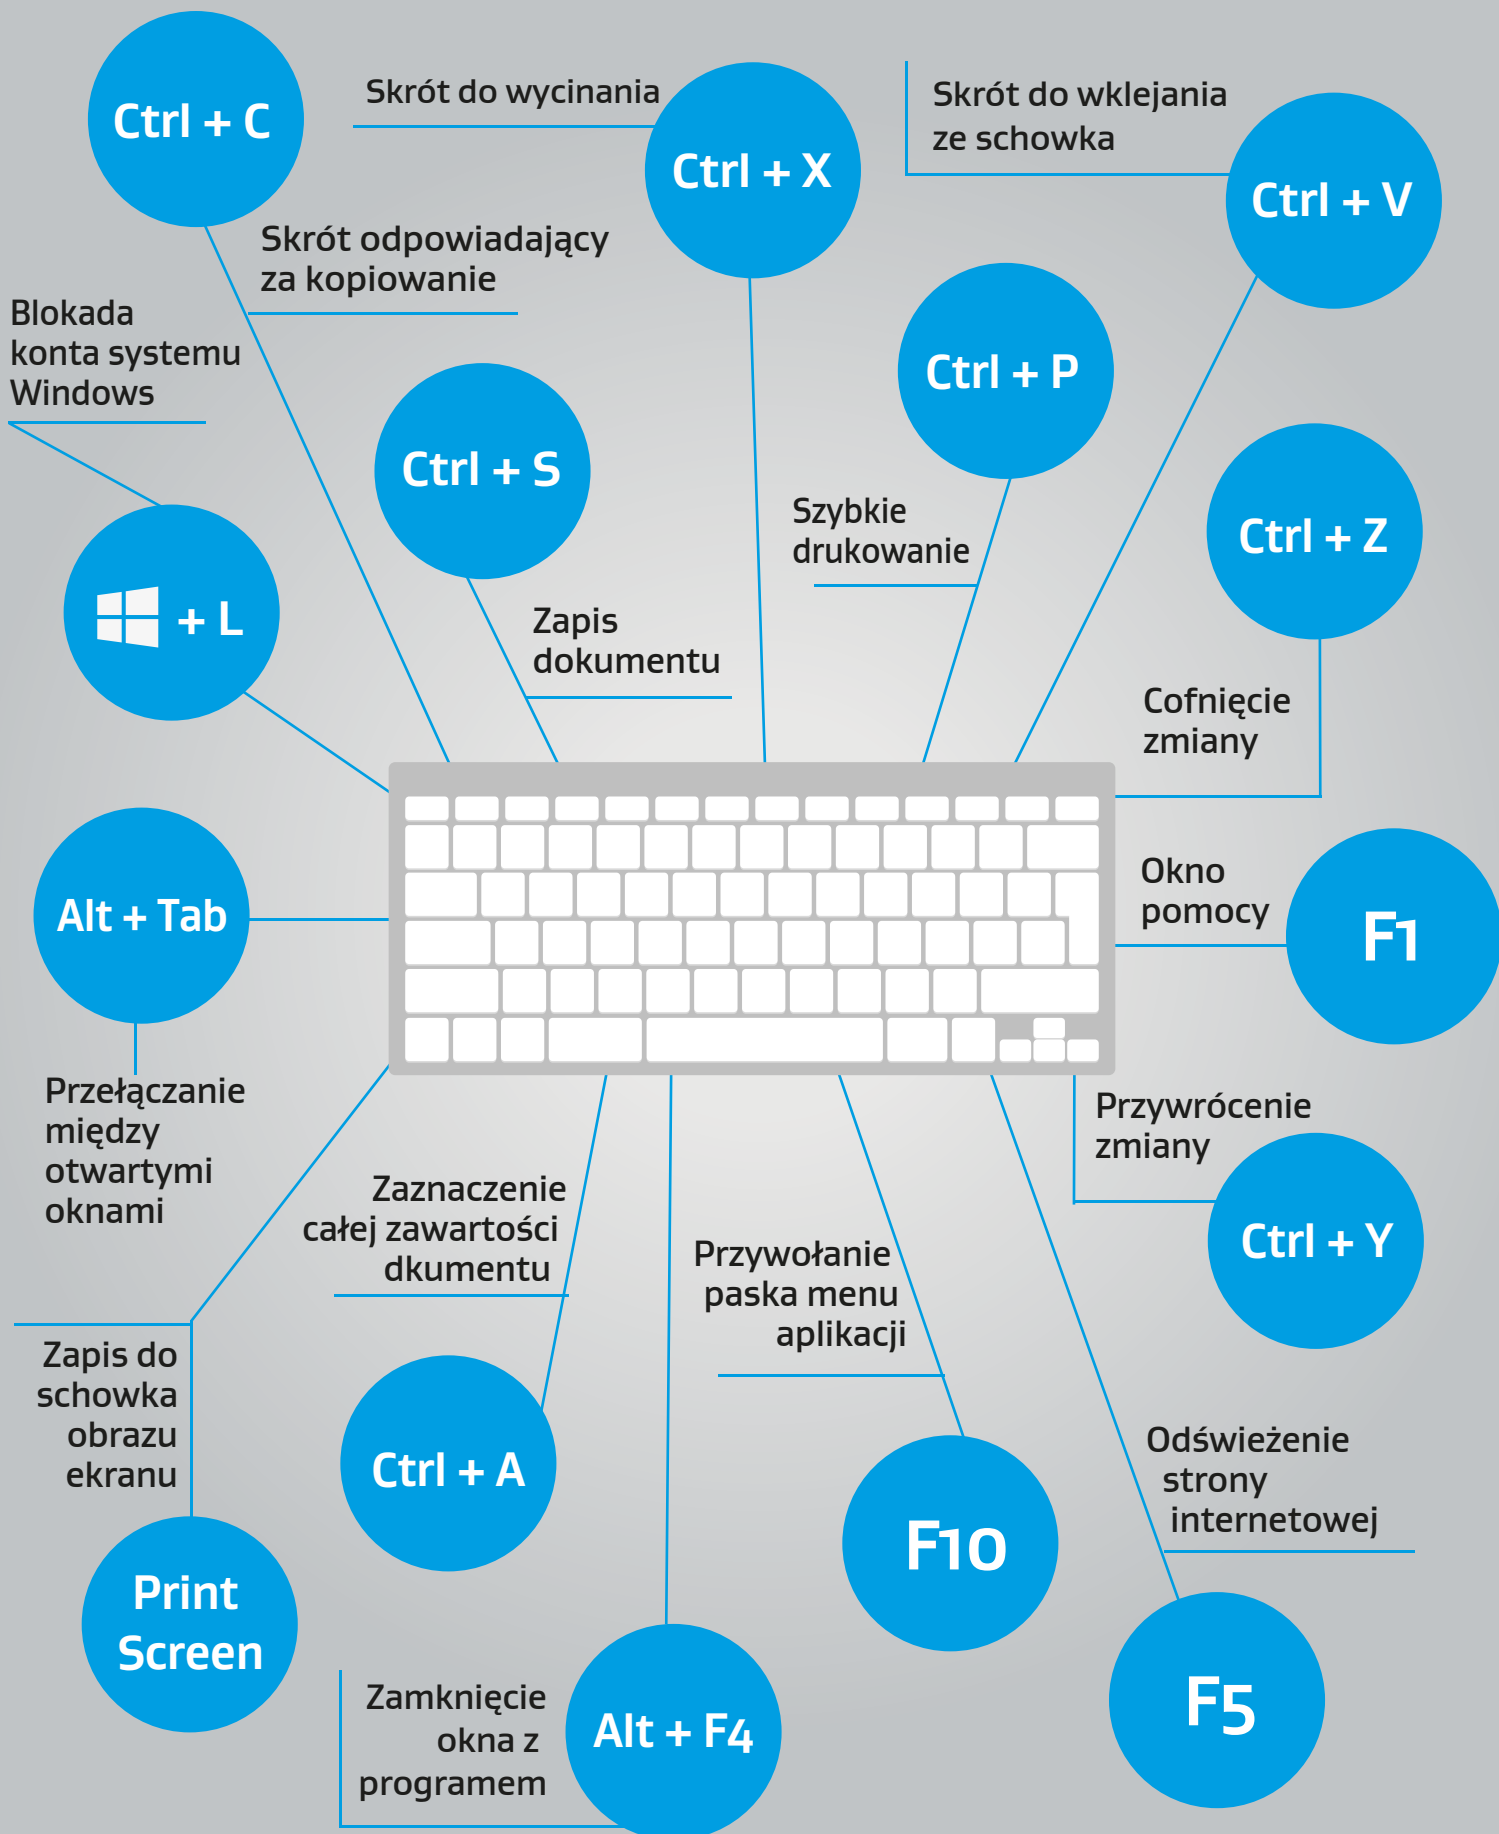 Ctrl + C
Skrót odpowiadający
za kopiowanie
Skrót do wycinania
Ctrl + X
Skrót do wklejania
ze schowka
Ctrl + V
Blokada
konta systemu
Windows
+ L
Ctrl + S
Zapis
dokumentu
Ctrl + P
Szybkie
drukowanie
Ctrl + Z
Cofnięcie
zmiany
Alt + Tab
Przełączanie
między
otwartymi
oknami
Okno
pomocy
F1
Przywrócenie
zmiany
Ctrl + Y
Zaznaczenie
całej zawartości
dkumentu
Ctrl + A
Przywołanie
paska menu
aplikacji
F10
Zapis do
schowka
obrazu
ekranu
Print
Screen
Odświeżenie
strony
internetowej
F5
Zamknięcie
okna z
programem
Alt + F4